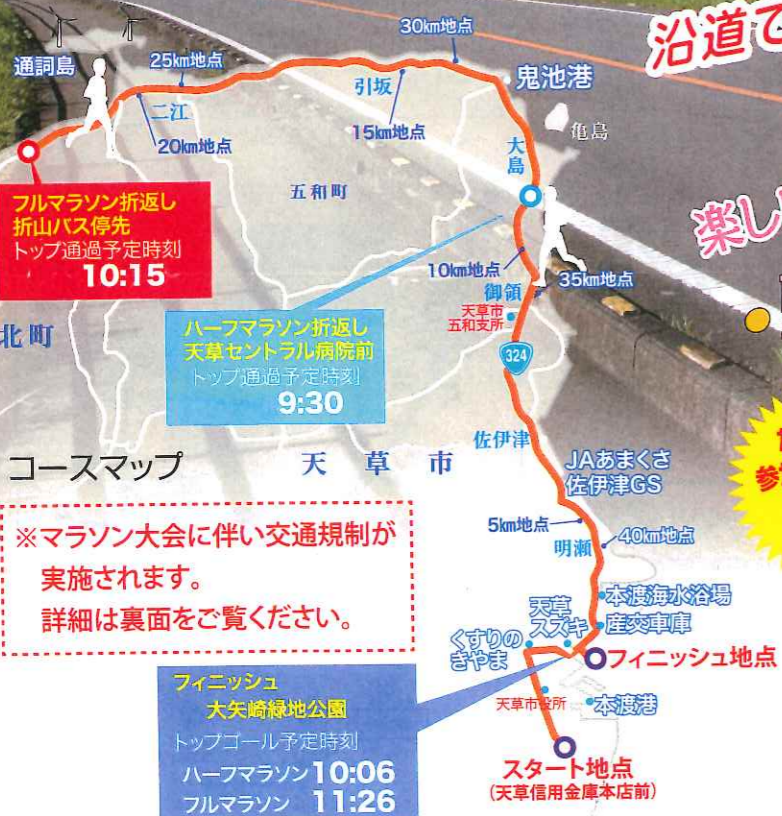 沿道で
楽し
通詞島
25km地点
30km地点
鬼池港
引坂
二江
20km地点
15km地点
亀島
大島
五和町
フルマラソン折返し
折山バス停先
トップ通過予定時刻
10:15
10km地点
35km地点
御領
天草市
五和支所
324
北町
ハーフマラソン折返し
天草セントラル病院前
トップ通過予定時刻
9:30
佐伊津
コースマップ
天草市
JAあまくさ
佐伊津GS
参
5km地点
40km地点
明瀬
※マラソン大会に伴い交通規制が
実施されます。
詳細は裏面をご覧ください。
本渡海水浴場
天草
スズキ
産交車庫
くすりの
きやま
フィニッシュ地点
天草市役所
本渡港
フィニッシュ
大矢崎緑地公園
トップゴール予定時刻
ハーフマラソン 10:06
フルマラソン 11:26
スタート地点
(天草信用金庫本店前)